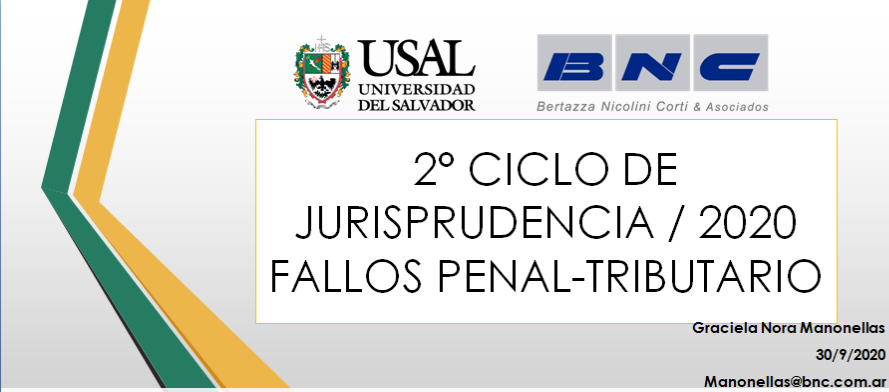 USAL
UNIVERSIDAD
DEL SALVADOR
BNC
Bertazza Nicolini Corti & Asociados
2° CICLO DE
JURISPRUDENCIA / 2020
FALLOS PENAL-TRIBUTARIO
Graciela Nora Manonellas
30/9/2020
Manonellas@bnc.com.ar